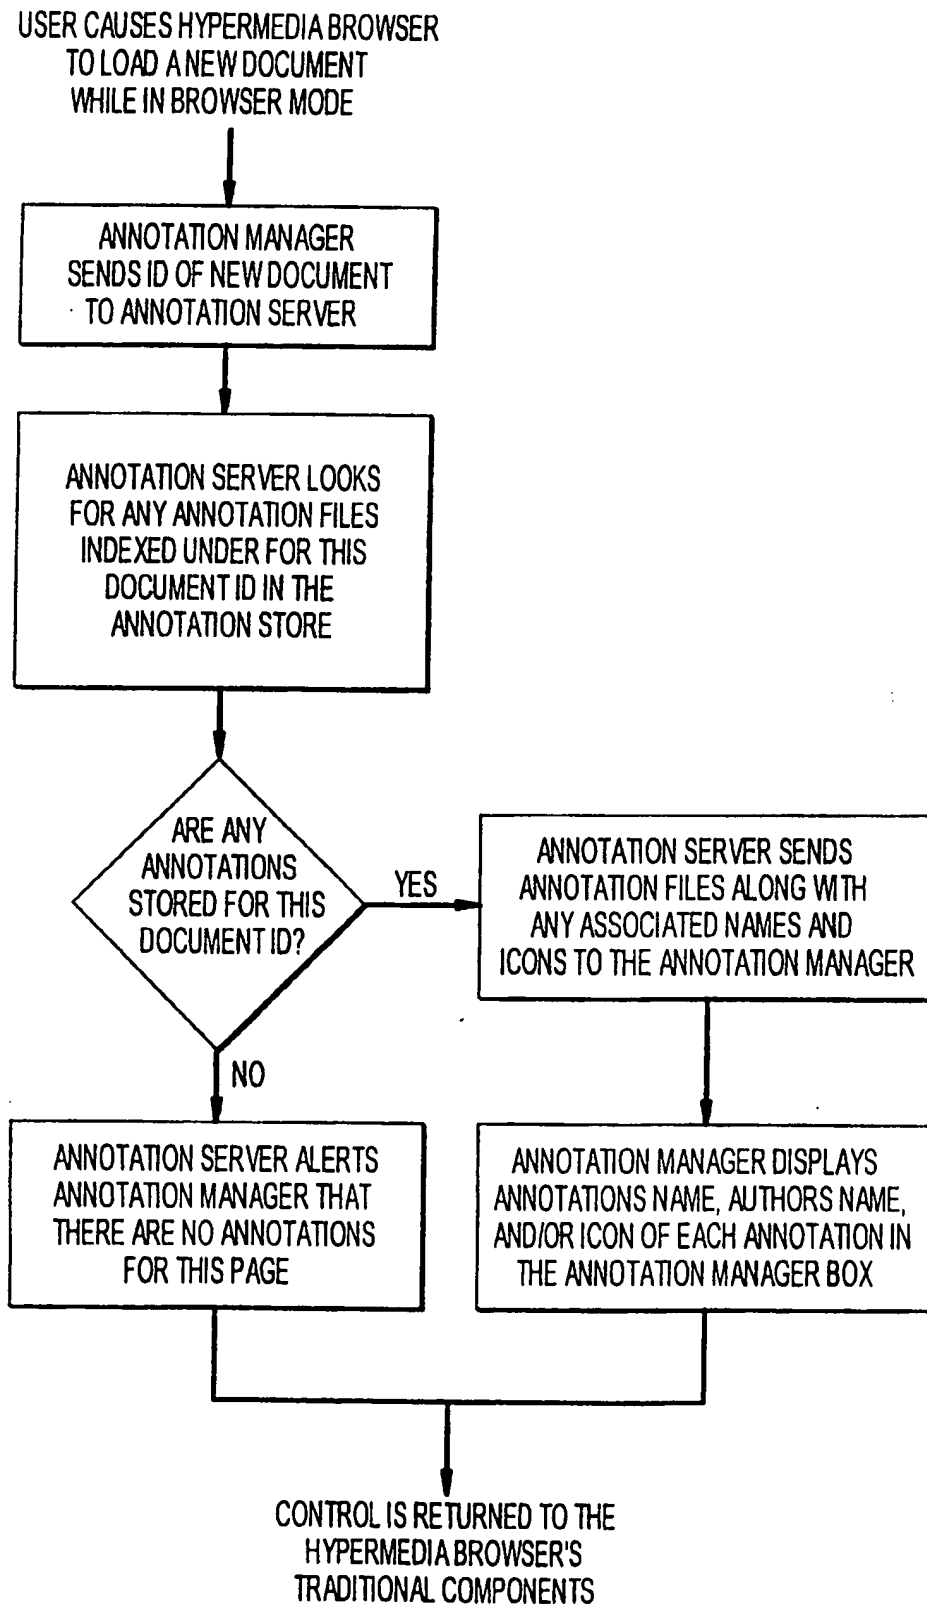 USER CAUSES HYPERMEDIA BROWSER
TO LOAD A NEW DOCUMENT
WHILE IN BROWSER MODE
ANNOTATION MANAGER
SENDS ID OF NEW DOCUMENT
TO ANNOTATION SERVER
ANNOTATION SERVER LOOKS
FOR ANY ANNOTATION FILES
INDEXED UNDER FOR THIS
DOCUMENT ID IN THE
ANNOTATION STORE
ARE ANY
ANNOTATIONS
STORED FOR THIS
DOCUMENT ID?
YES
ANNOTATION SERVER SENDS
ANNOTATION FILES ALONG WITH
ANY ASSOCIATED NAMES AND
ICONS TO THE ANNOTATION MANAGER
NO
ANNOTATION SERVER ALERTS
ANNOTATION MANAGER THAT
THERE ARE NO ANNOTATIONS
FOR THIS PAGE
ANNOTATION MANAGER DISPLAYS
ANNOTATIONS NAME, AUTHORS NAME,
AND/OR ICON OF EACH ANNOTATION IN
THE ANNOTATION MANAGER BOX
CONTROL IS RETURNED TO THE
HYPERMEDIA BROWSER'S
TRADITIONAL COMPONENTS